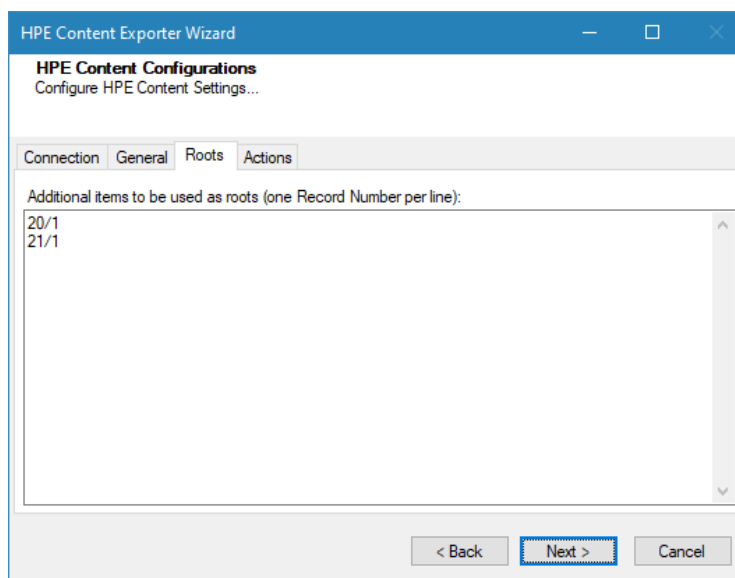 HPE Content Exporter Wizard
HPE Content Configurations
Configure HPE Content Settings...
Connection General Roots Actions
Additional items to be used as roots (one Record Number per line):
20/1
21/1
< Back Next > Cancel